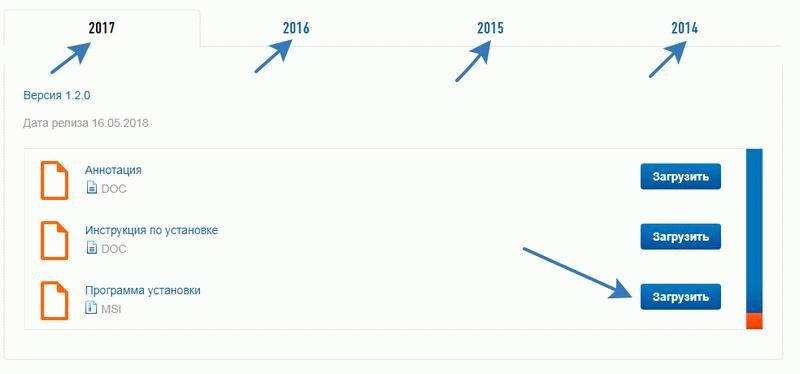 2017 2016 2015 2014
Версия 1.2.0
Дата релиза 16.05.2018
Аннотация
DOC
Загрузить
Инструкция по установке
DOC
Загрузить
Программа установки
MSI
Загрузить